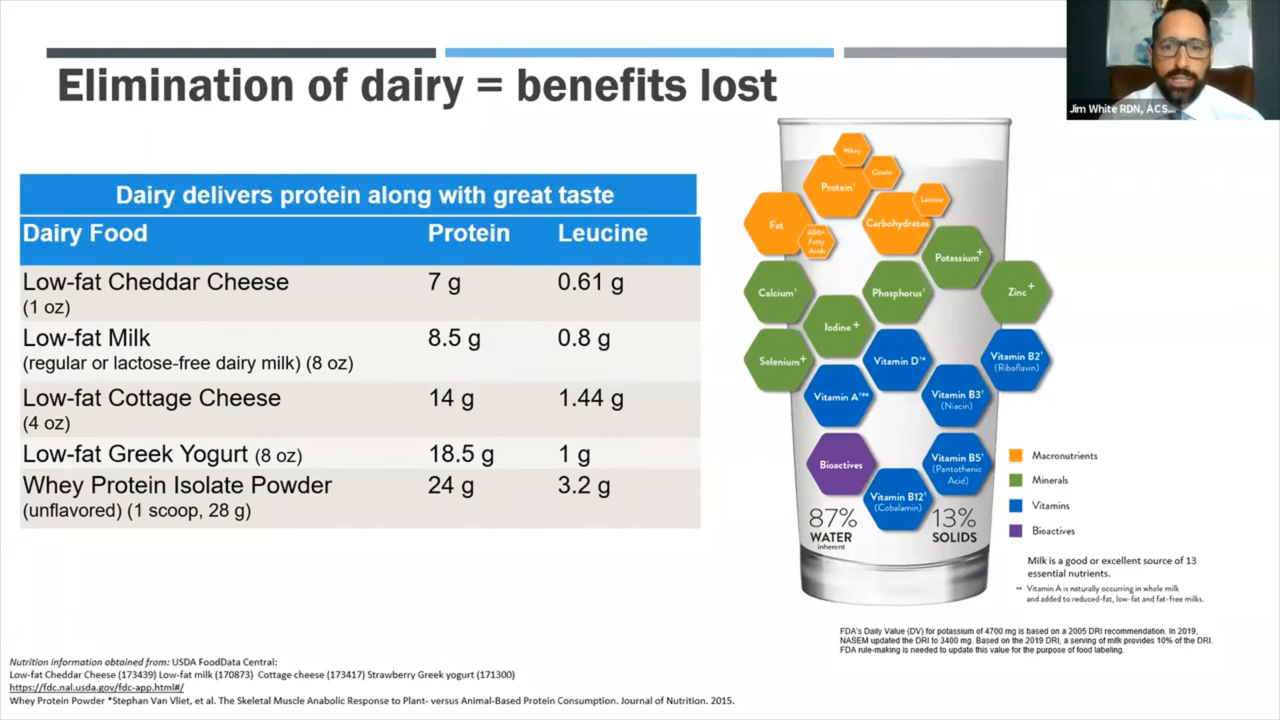 Elimination of dairy = benefits lost
Jim White RDN, ACS...
Dairy delivers protein along with great taste
Dairy Food Protein Leucine
Low-fat Cheddar Cheese 7 g 0.61 g
(1 oz)
Low-fat Milk 8.5 g 0.8 g
(regular or lactose-free dairy milk) (8 oz)
Low-fat Cottage Cheese 14 g 1.44 g
(4 oz)
Low-fat Greek Yogurt (8 oz) 18.5 g 1 g
Whey Protein Isolate Powder 24 g 3.2 g
(unflavored) (1 scoop, 28 g)
Whey
Casein
Protein†
Lactose
Fat
Carbohydrates
400+
Fatty
Acids
Potassium+
Calcium†
Phosphorus†
Zinc+
Iodine+
Selenium+
Vitamin D†*
Vitamin B2†
(Riboflavin)
Vitamin A†**
Vitamin B3†
(Niacin)
Bioactives
Vitamin B5†
(Pantothenic
Acid)
Vitamin B12†
(Cobalamin)
87%
WATER
inherent
13%
SOLIDS
Macronutrients
Minerals
Vitamins
Bioactives
Milk is a good or excellent source of 13
essential nutrients.
** Vitamin A is naturally occurring in whole milk
and added to reduced-fat, low-fat and fat-free milks.
FDA's Daily Value (DV) for potassium of 4700 mg is based on a 2005 DRI recommendation. In 2019,
NASEM updated the DRI to 3400 mg. Based on the 2019 DRI, a serving of milk provides 10% of the DRI.
FDA rule-making is needed to update this value for the purpose of food labeling.
Nutrition information obtained from: USDA FoodData Central:
Low-fat Cheddar Cheese (173439) Low-fat milk (170873) Cottage cheese (173417) Strawberry Greek yogurt (171300)
https://fdc.nal.usda.gov/fdc-app.html#/
Whey Protein Powder *Stephan Van Vliet, et al. The Skeletal Muscle Anabolic Response to Plant- versus Animal-Based Protein Consumption. Journal of Nutrition. 2015.